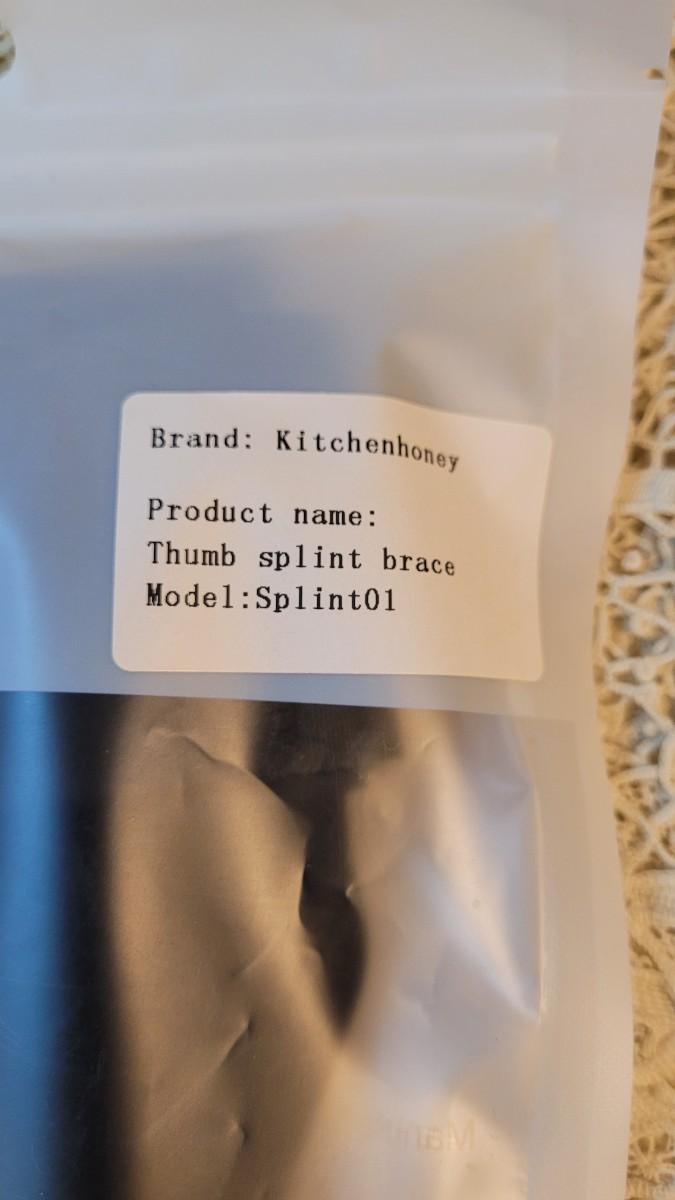 Brand: Kitchenhoney
Product name:
Thumb splint brace
Model:Splint01